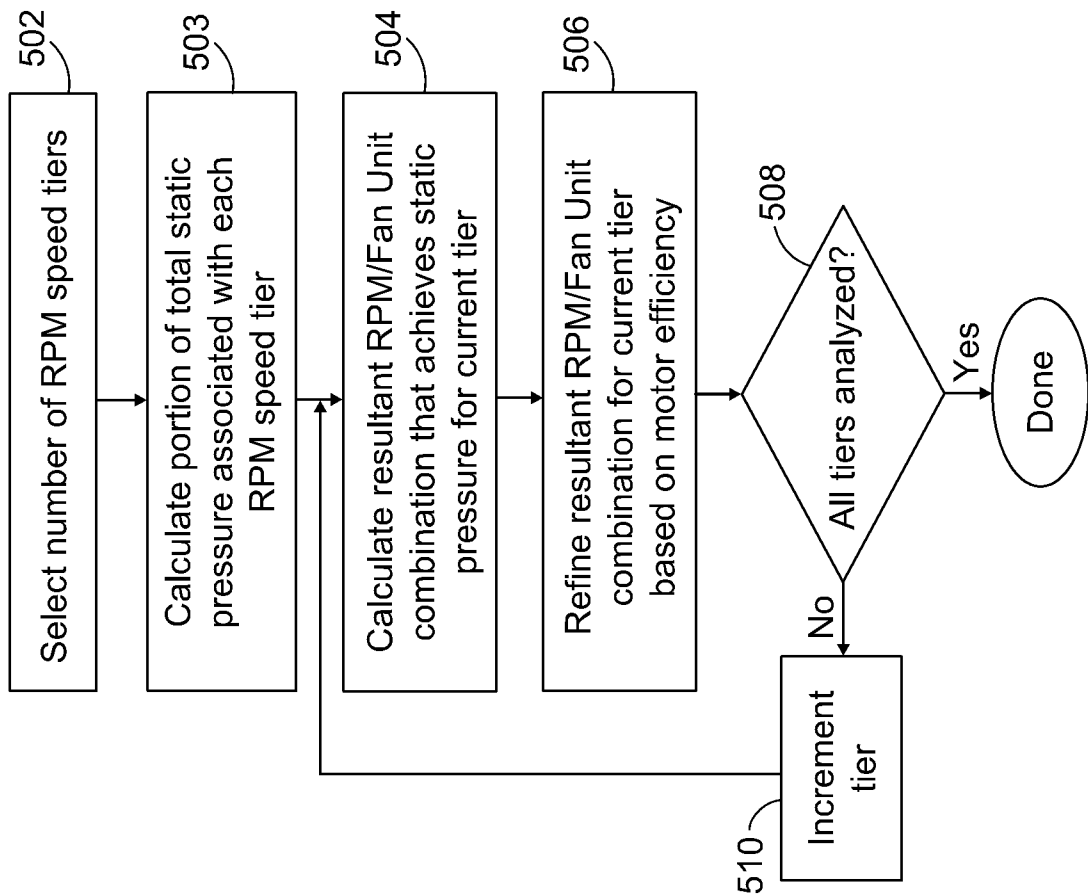 502
Select number of RPM speed tiers
503
Calculate portion of total static
pressure associated with each
RPM speed tier
504
Calculate resultant RPM/Fan Unit
combination that achieves static
pressure for current tier
506
Refine resultant RPM/Fan Unit
combination for current tier
based on motor efficiency
508
All tiers analyzed?
No
Yes
510
Increment
tier
Done